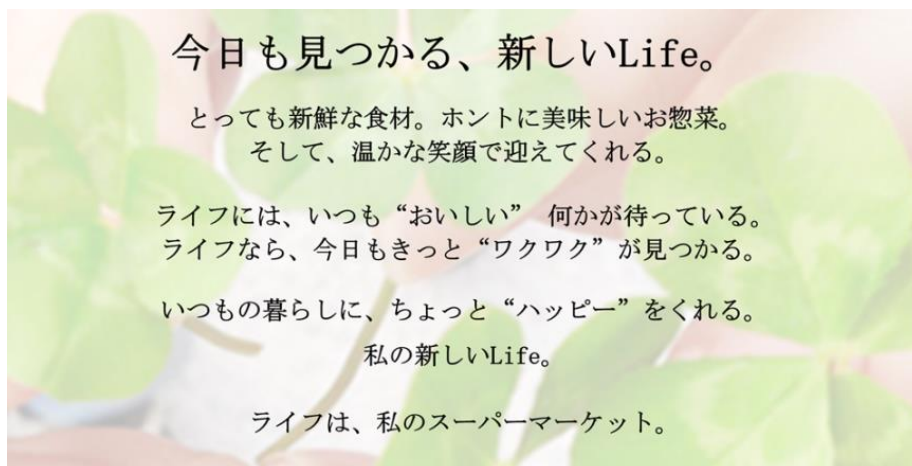 今日も見つかる、新しいLife。
とっても新鮮な食材。ホントに美味しいお惣菜。
そして、温かな笑顔で迎えてくれる。
ライフには、いつも“おいしい” 何かが待っている。
ライフなら、今日もきっと“ワクワク”が見つかる。
いつもの暮らしに、ちょっと“ハッピー”をくれる。
私の新しいLife。
ライフは、私のスーパーマーケット。